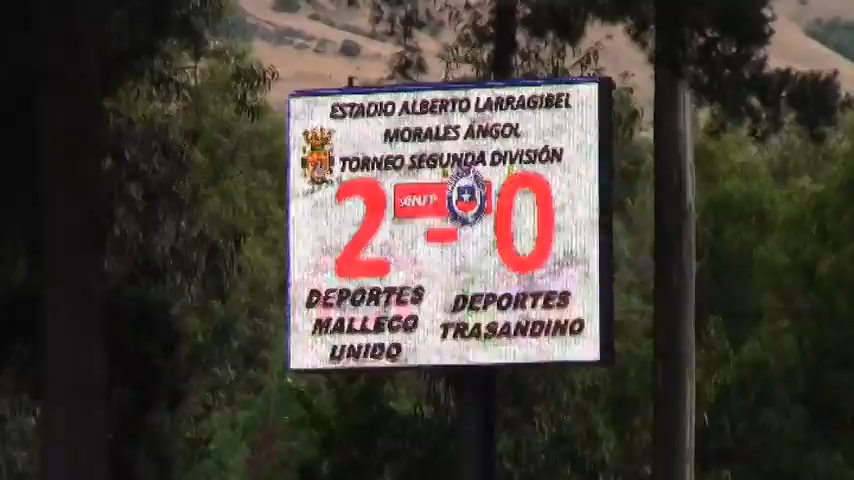 ESTADIO ALBERTO LARRAGIBEL
MORALES ÁNGOL
TORNEO SEGUNDA DIVISIÓN
2 - 0
DEPORTES MALLECO UNIDO
DEPORTES TRASANDINO